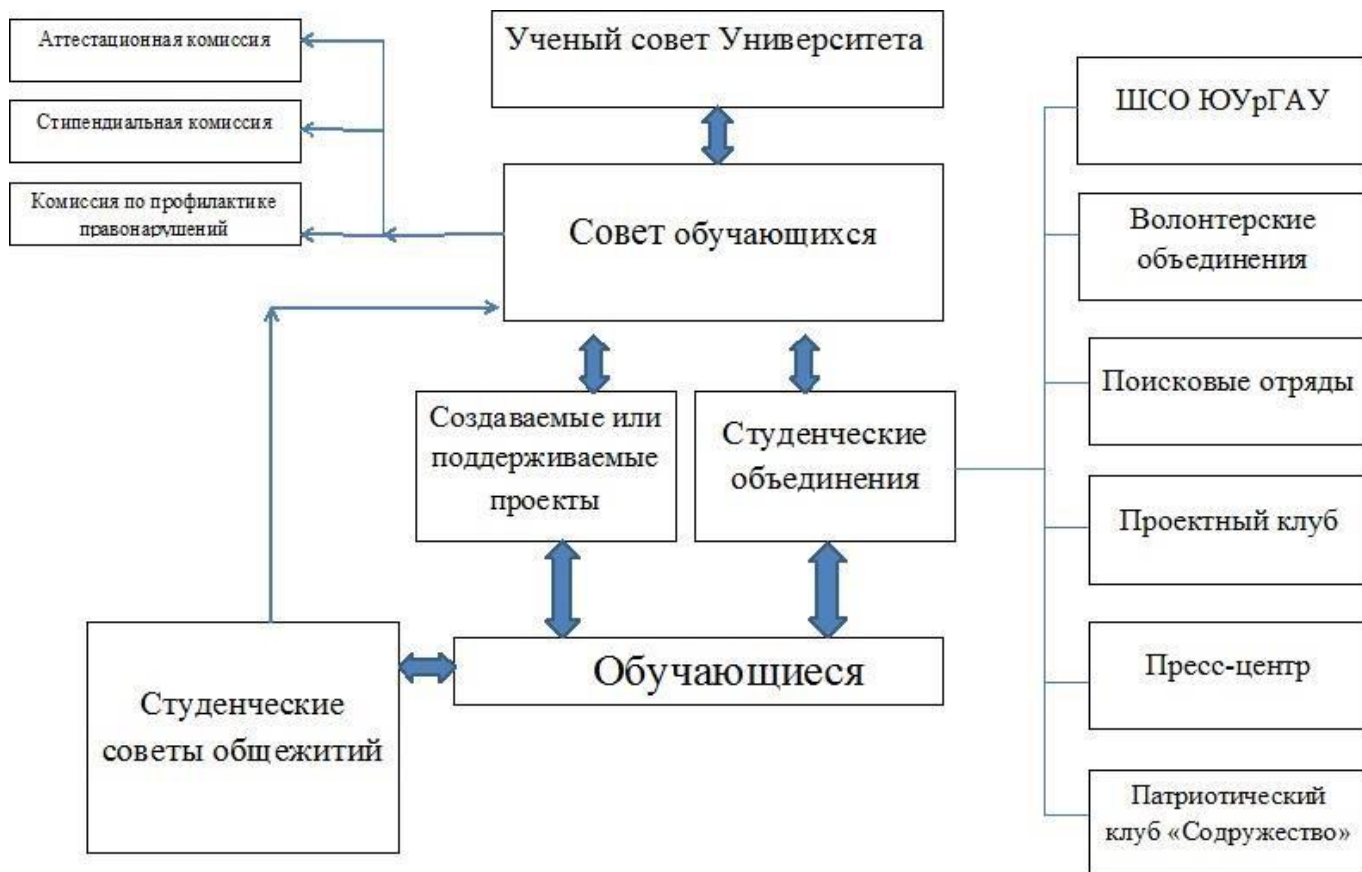 Аттестационная комиссия
Стипендиальная комиссия
Комиссия по профилактике
правонарушений
Ученый совет Университета
Совет обучающихся
Создаваемые или
поддерживаемые
проекты
Студенческие
объединения
Обучающиеся
Студенческие
советы общежитий
ШСО ЮУрГАУ
Волонтерские
объединения
Поисковые отряды
Проектный клуб
Пресс-центр
Патриотический
клуб «Содружество»